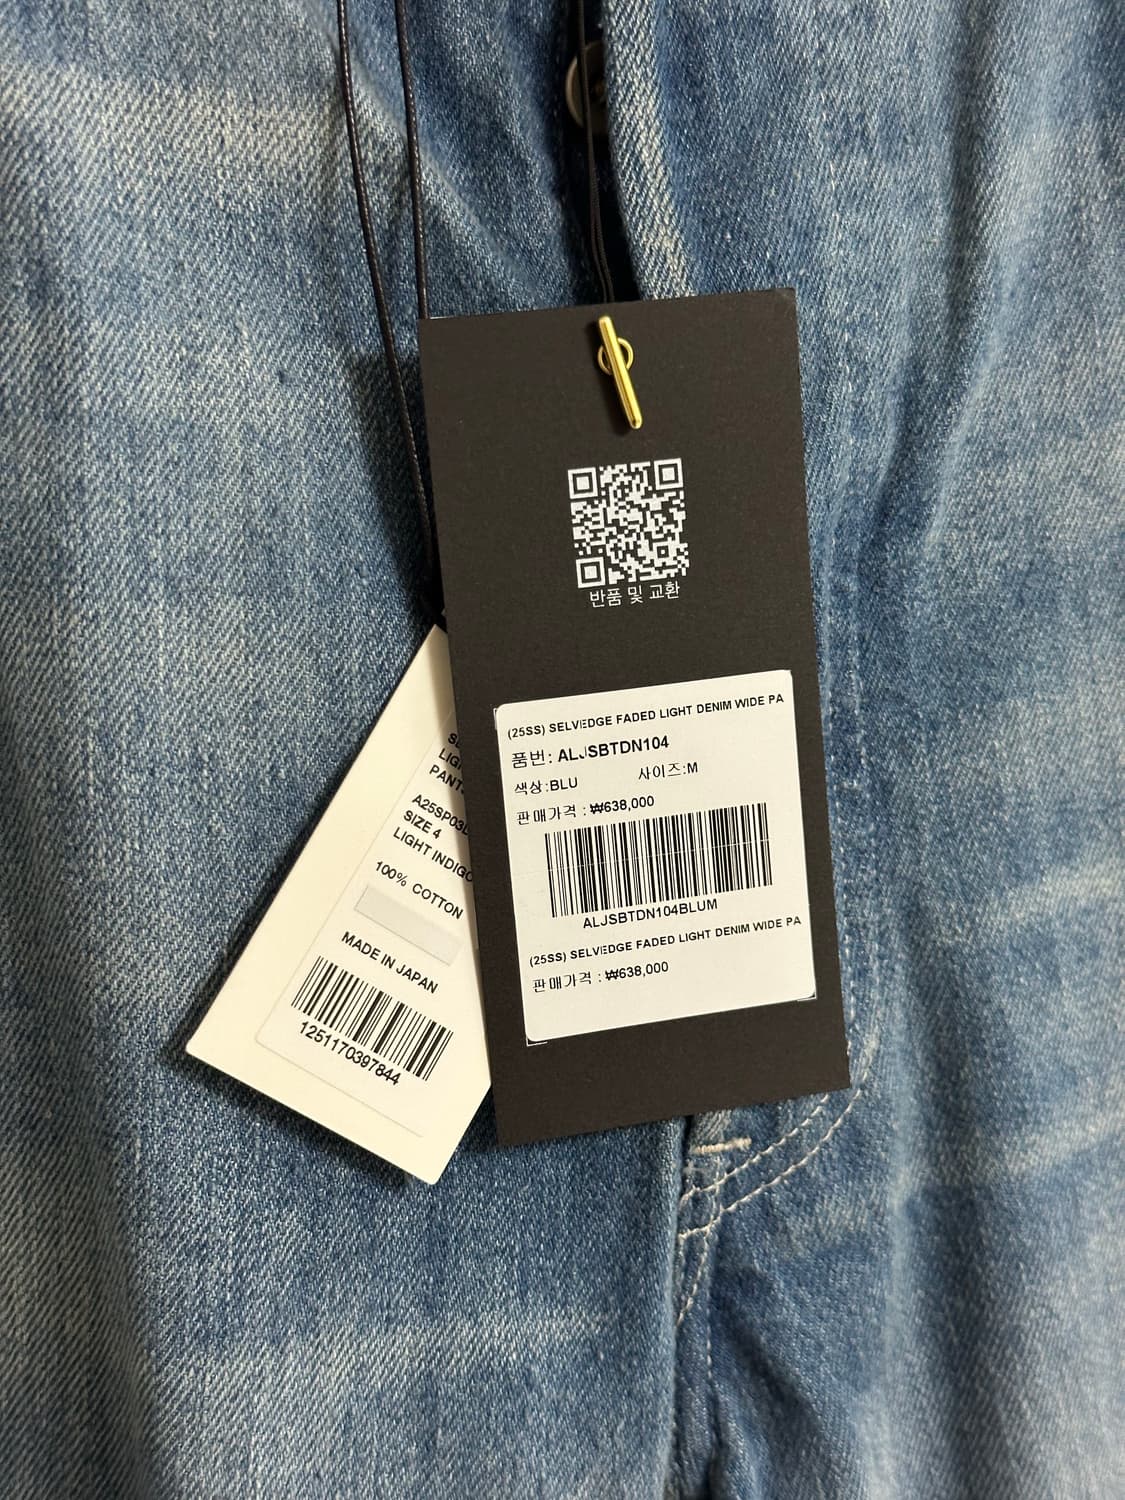 반품 및 교환
(25SS) SELVEDGE FADED LIGHT DENIM WIDE PA
품번: ALJSBTDN104
색상:BLU 사이즈:M
판매가격 : ₩638,000
ALJSBTDN104BLUM
(25SS) SELVEDGE FADED LIGHT DENIM WIDE PA
판매가격 : ₩638,000
SIZE 4
LIGHT INDIGO
100% COTTON
MADE IN JAPAN
1251170397844